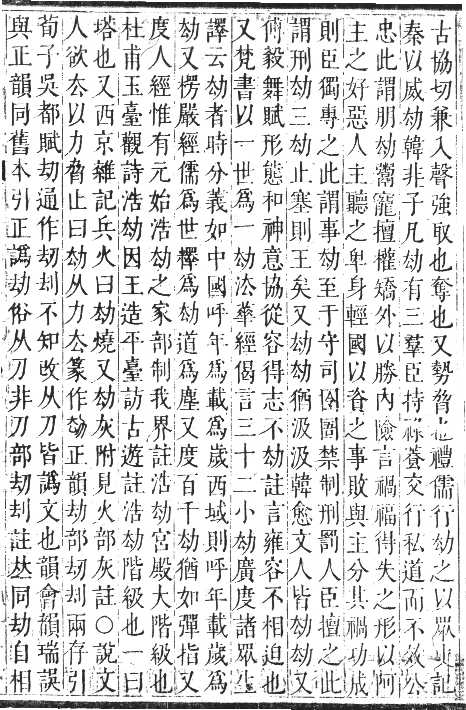 古協切兼入聲強取也奪也又勢脅也禮儒行劫之以眾史記
秦以威劫韓非子凡劫有三羣臣持祿養交行私道而不效公
忠此謂朋劫鬻寵擅權矯外以勝內險言禍福得失之形以阿
主之好惡人主聽之卑身輕國以資之事敗與主分其禍功成
則臣獨專之此謂事劫至于守司囹圄禁制刑罰人臣擅之此
謂刑劫三劫止塞則王矣又劫劫猶汲汲韓愈文人皆劫劫又
傅毅舞賦形態和神意協從容得志不劫註言雍容不相迫也
又梵書以一世爲一劫法華經偈言三十二小劫廣度諸眾生
譯云劫者時分義如中國呼年爲載爲歲西域則呼年載歲爲
劫又楞嚴經儒爲世釋爲劫道爲塵又度百千劫猶如彈指又
度人經惟有元始浩劫之家部制我界註浩劫宮殿大階級也
杜甫玉臺觀詩浩劫因王造平臺訪古遊註浩劫階級也一曰
塔也又西京雜記兵火曰劫燒又劫灰附見火部灰註○說文
人欲厺以力脅止曰劫从力厺篆作劫正韻劫部刧刦兩存引
荀子吳都賦刧通作刧刦不知改从刀皆譌文也韻會韻瑞誤
與正韻同舊本引正譌劫俗从刀非刀部刧刦註𠀤同劫自相